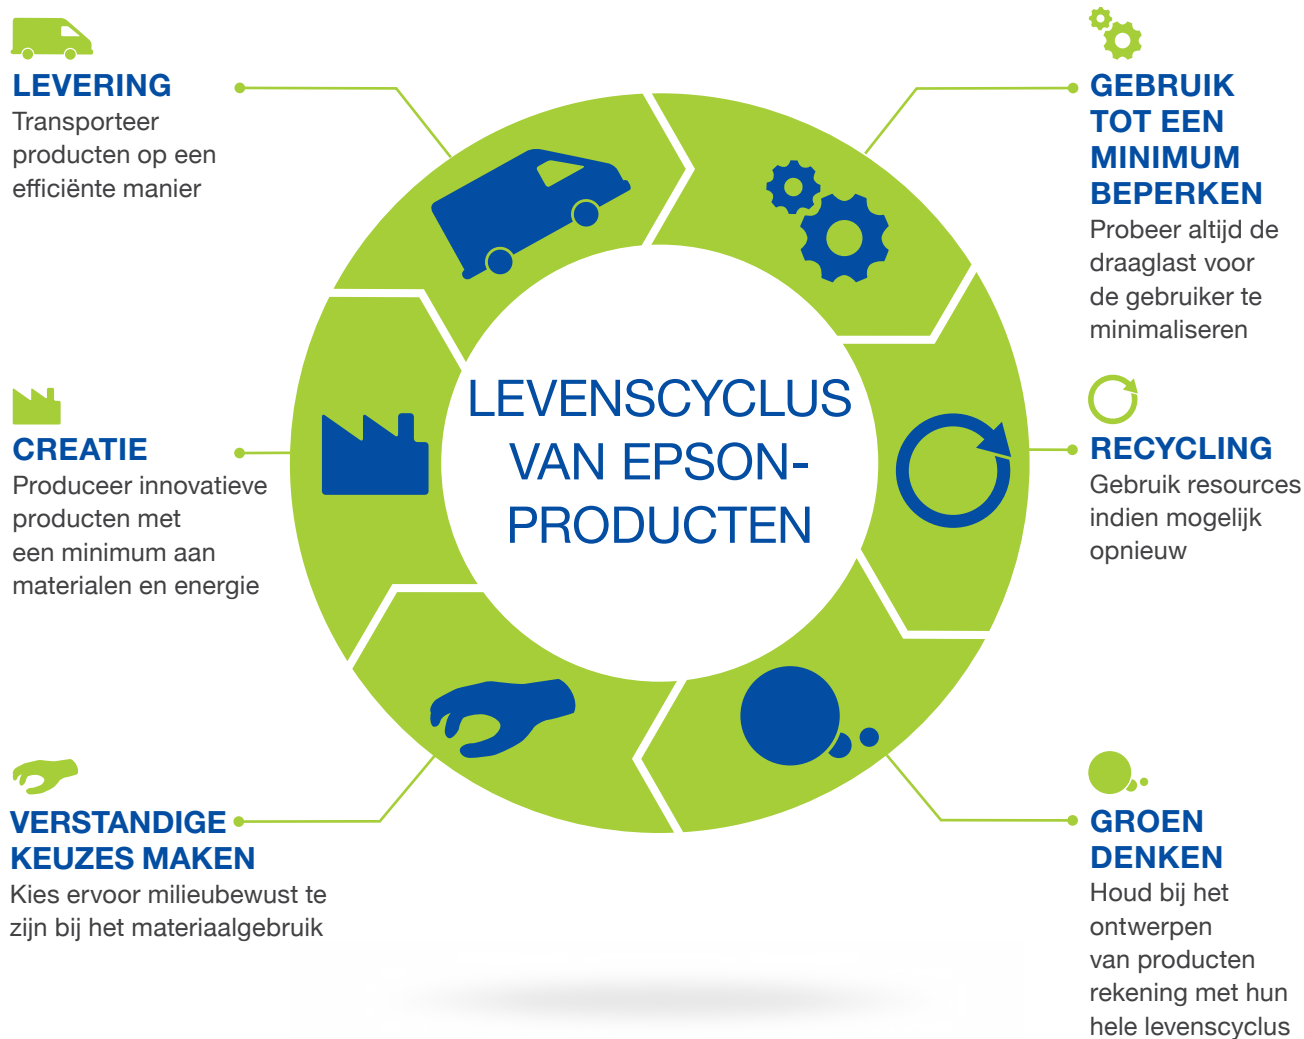 LEVERING
Transporteer
producten op een
efficiënte manier
GEBRUIK
TOT EEN
MINIMUM
BEPERKEN
Probeer altijd de
draaglast voor
de gebruiker te
minimaliseren
LEVENSCYCLUS
VAN EPSON-
PRODUCTEN
CREATIE
Produceer innovatieve
producten met
een minimum aan
materialen en energie
RECYCLING
Gebruik resources
indien mogelijk
opnieuw
VERSTANDIGE
KEUZES MAKEN
Kies ervoor milieubewust te
zijn bij het materiaalgebruik
GROEN
DENKEN
Houd bij het
ontwerpen
van producten
rekening met hun
hele levenscyclus